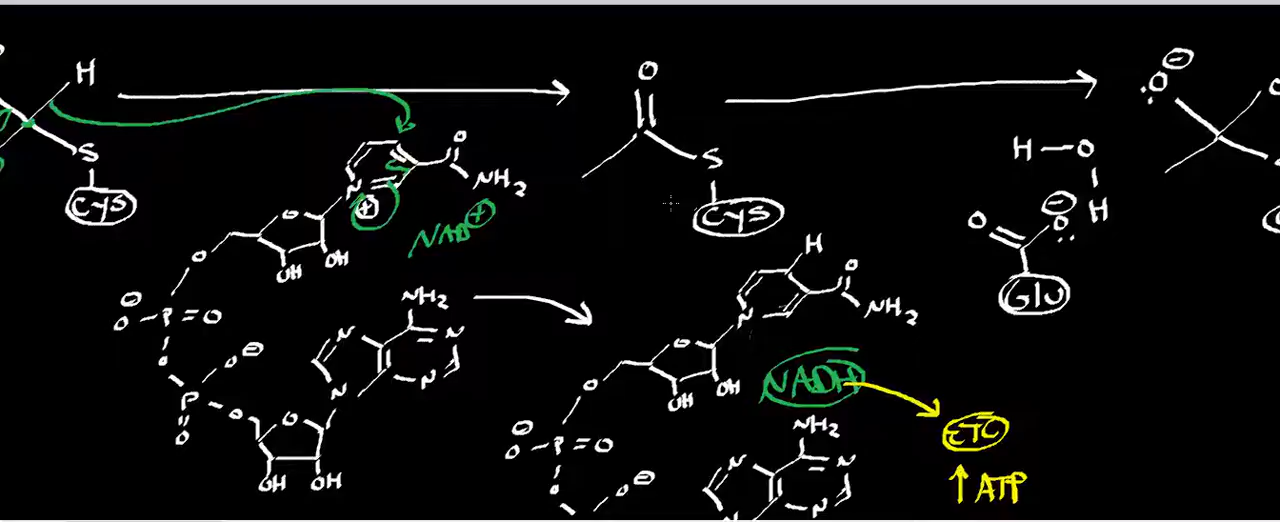 H
S
CYS
N
+
O
NH2
NAD+
O
OH
OH
O
O⊖
P
=O
O
O⊖
P
O
O
O
OH
OH
NH2
N
N
N
N
O
S
CYS
H
O
NH2
N
O
OH
OH
NADH
ETC
↑ATP
O
O⊖
P
=O
O
O⊖
NH2
N
N
N
H-O
H
O
O⊖
Glu
O⊖